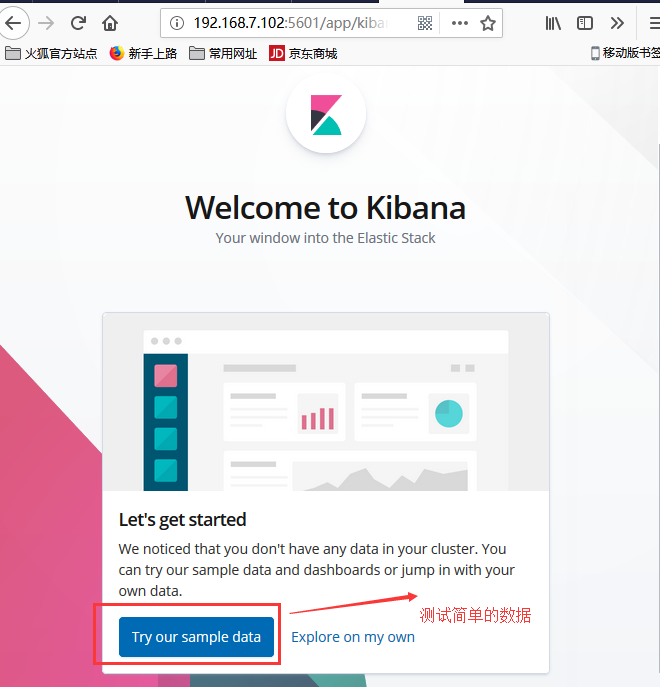 192.168.7.102:5601/app/kiba
火狐官方站点 新手上路 常用网址 JD 京东商城 移动版书签
Welcome to Kibana
Your window into the Elastic Stack
Let's get started
We noticed that you don't have any data in your cluster. You
can try our sample data and dashboards or jump in with your
own data.
测试简单的数据
Try our sample data Explore on my own